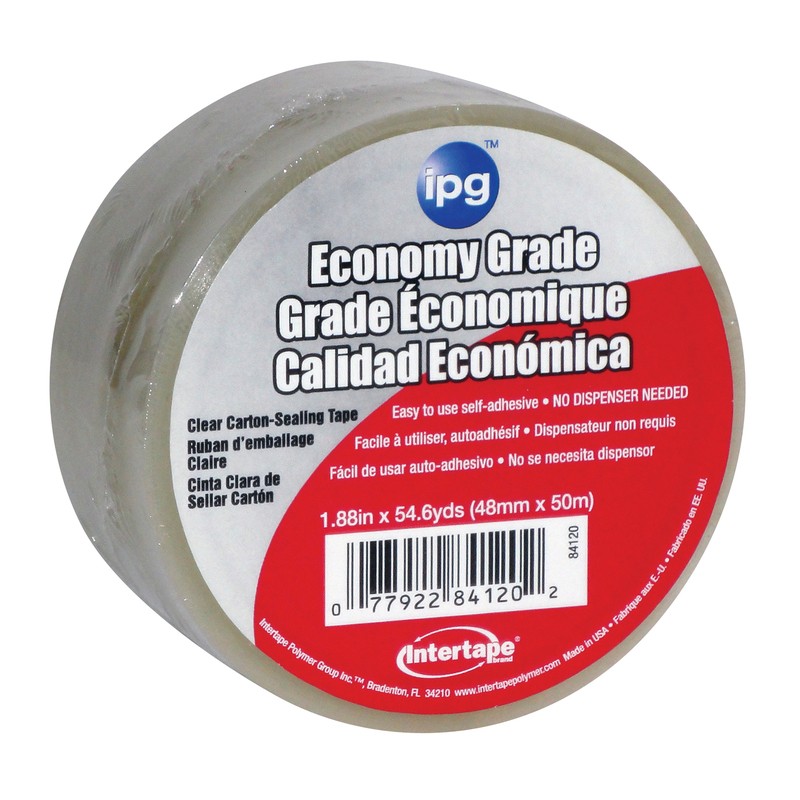 ipg™
Economy Grade
Grade Économique
Calidad Económica
Clear Carton-Sealing Tape
Ruban d'emballage
Claire
Cinta Clara de
Sellar Cartón
Easy to use self-adhesive • NO DISPENSER NEEDED
Facile à utiliser, autoadhésif • Dispensateur non requis
Fácil de usar auto-adhesivo • No se necesita dispensor
1.88in x 54.6yds (48mm x 50m)
84120
0 77922 84120 2
Intertape®
brand
Intertape Polymer Group Inc.™, Bradenton, FL 34210 www.intertapepolymer.com Made in USA • Fabrique aux E.-U. • Fabricado en EE. UU.